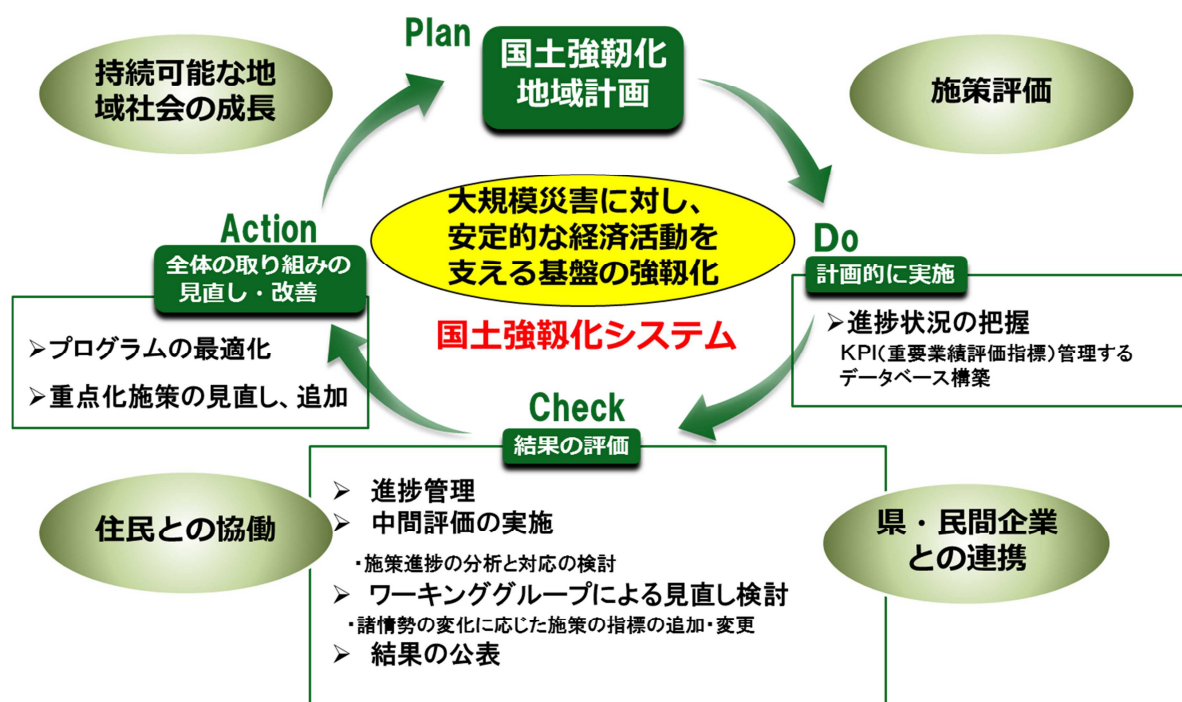 Plan
国土強靭化
地域計画
持続可能な地
域社会の成長
施策評価
大規模災害に対し、
安定的な経済活動を
支える基盤の強靭化
国土強靭化システム
Do
計画的に実施
➢進捗状況の把握
KPI(重要業績評価指標)管理する
データベース構築
Check
結果の評価
➢ 進捗管理
➢ 中間評価の実施
・施策進捗の分析と対応の検討
➢ ワーキンググループによる見直し検討
・諸情勢の変化に応じた施策の指標の追加・変更
➢ 結果の公表
Action
全体の取り組みの
見直し・改善
➢プログラムの最適化
➢重点化施策の見直し、追加
住民との協働
県・民間企業
との連携